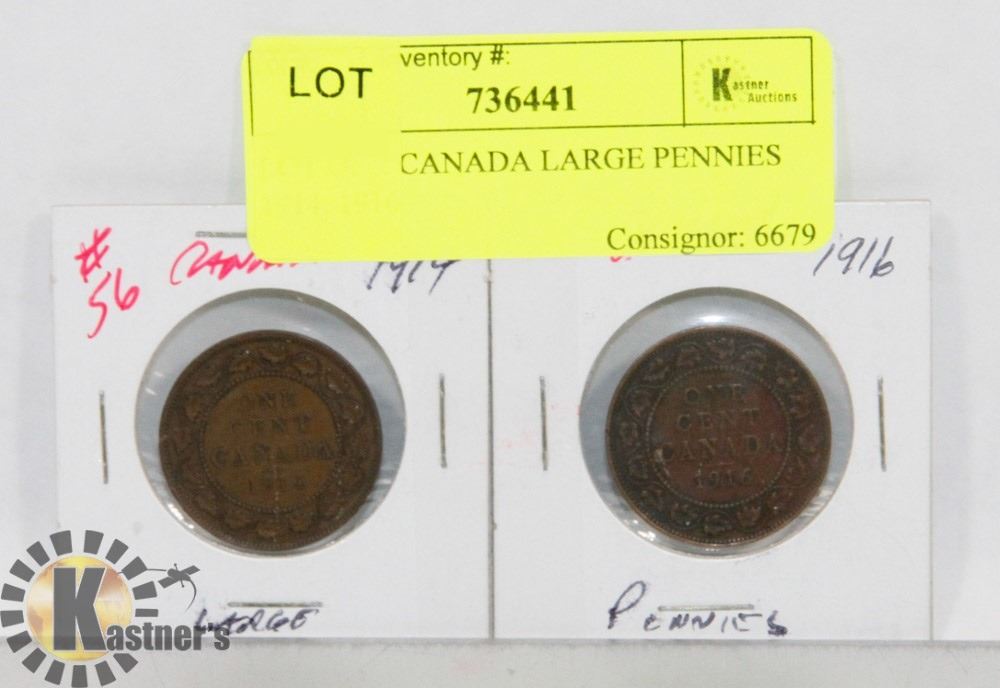 ventory #:
LOT
736441
Kastner
Auctions
CANADA LARGE PENNIES
Consignor: 6679
#
56
1914
1916
ONE
CENT
CANADA
ONE
CENT
CANADA
1916
LARGE
PENNIES
Kastner's